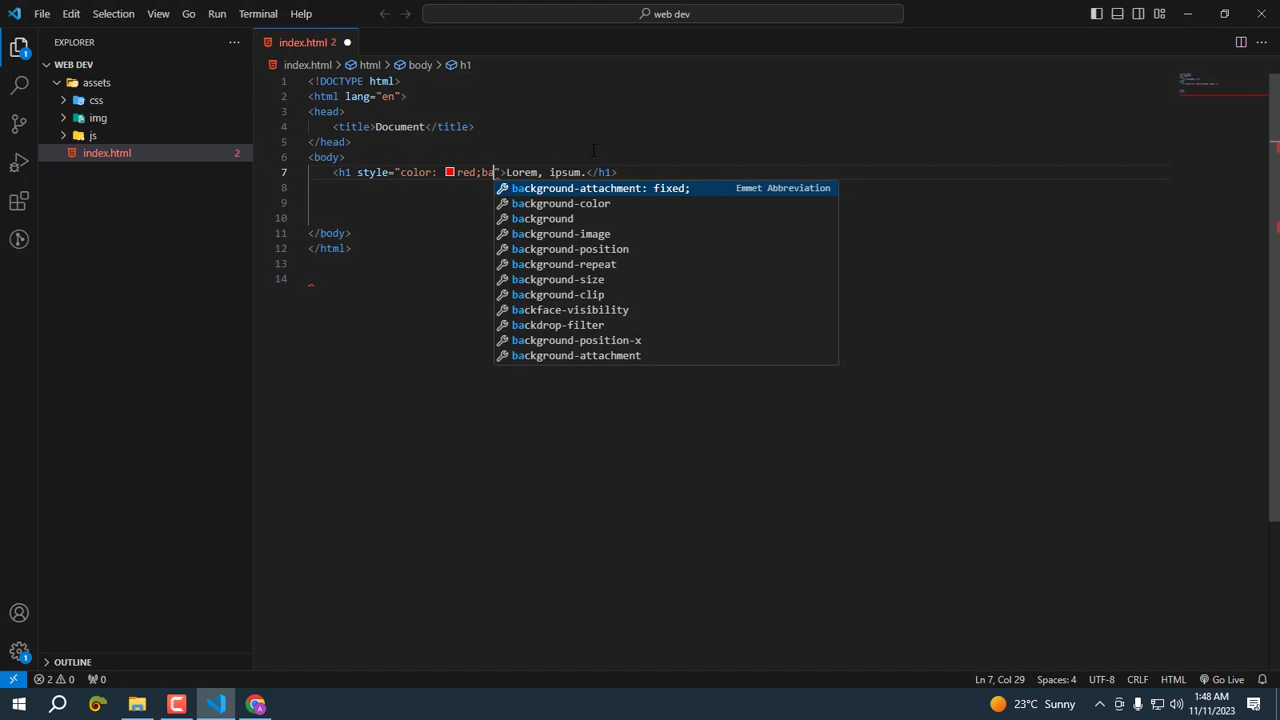 File Edit Selection View Go Run Terminal Help
web dev
EXPLORER
index.html 2
WEB DEV
index.html > html > body > h1
assets
css
img
js
index.html 2
1 <!DOCTYPE html>
2 <html lang="en">
3 <head>
4 <title>Document</title>
5 </head>
6 <body>
7 <h1 style="color: red;ba">Lorem, ipsum.</h1>
8
9
10
11 </body>
12 </html>
13
14
background-attachment: fixed; Emmet Abbreviation
background-color
background
background-image
background-position
background-repeat
background-size
background-clip
backface-visibility
backdrop-filter
background-position-x
background-attachment
1
1
OUTLINE
2 0 0
Ln 7, Col 29 Spaces: 4 UTF-8 CRLF HTML Go Live
23°C Sunny
1:48 AM
11/11/2023